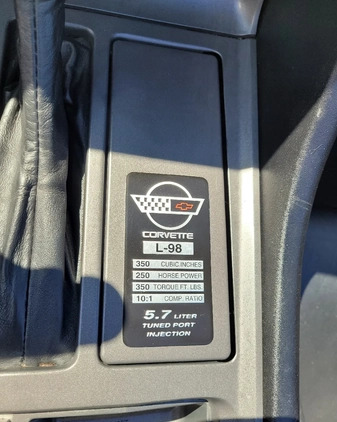 CORVETTE
L-98
350 CUBIC INCHES
250 HORSE POWER
350 TORQUE FT. LBS.
10:1 COMP. RATIO
5.7 LITER
TUNED PORT
INJECTION